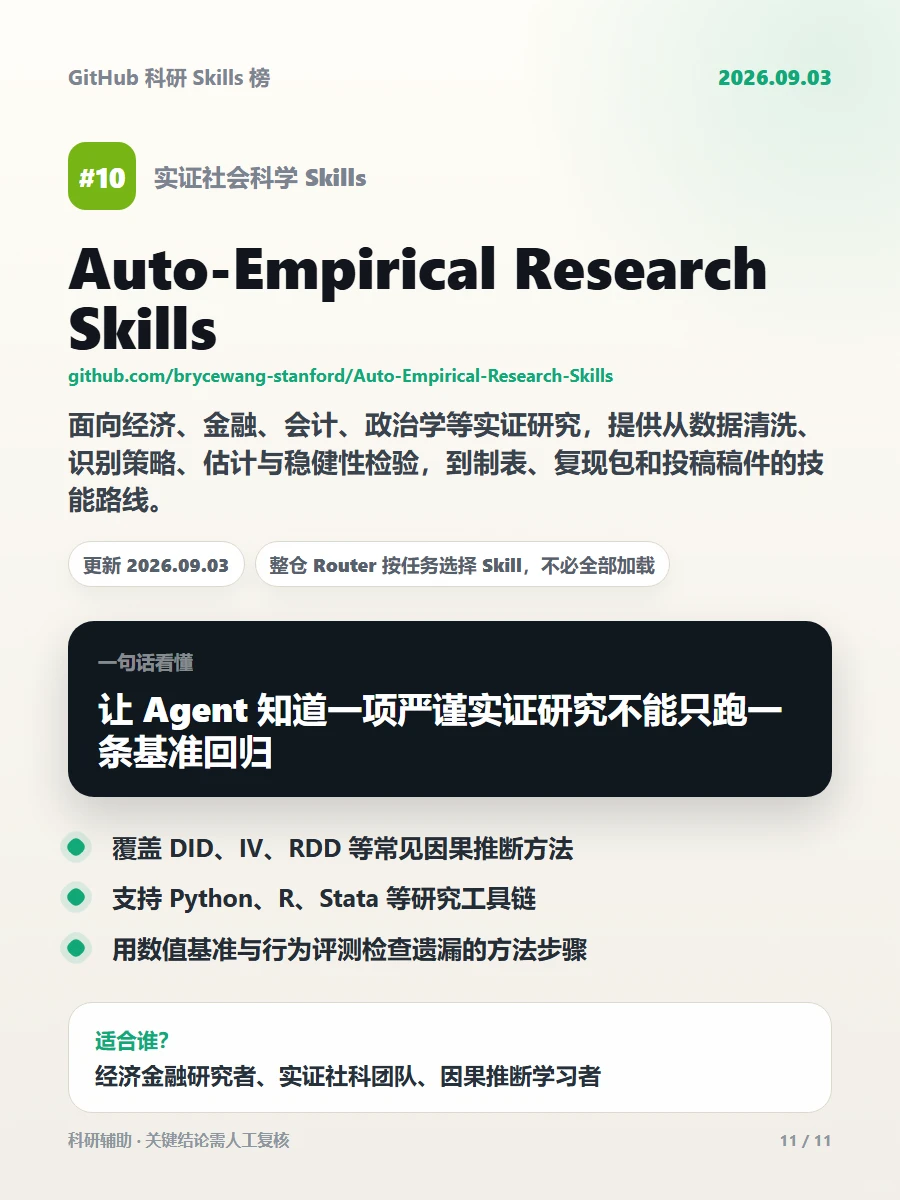 GitHub 科研 Skills 榜
2026.09.03
#10
实证社会科学 Skills
Auto-Empirical Research
Skills
github.com/brycewang-stanford/Auto-Empirical-Research-Skills
面向经济、金融、会计、政治学等实证研究，提供从数据清洗、
识别策略、估计与稳健性检验，到制表、复现包和投稿稿件的技
能路线。
更新 2026.09.03
整仓 Router 按任务选择 Skill，不必全部加载
一句话看懂
让 Agent 知道一项严谨实证研究不能只跑一
条基准回归
覆盖 DID、IV、RDD 等常见因果推断方法
支持 Python、R、Stata 等研究工具链
用数值基准与行为评测检查遗漏的方法步骤
适合谁？
经济金融研究者、实证社科团队、因果推断学习者
科研辅助 · 关键结论需人工复核
11 / 11